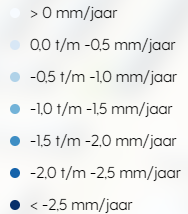 > 0 mm/jaar
0,0 t/m -0,5 mm/jaar
-0,5 t/m -1,0 mm/jaar
-1,0 t/m -1,5 mm/jaar
-1,5 t/m -2,0 mm/jaar
-2,0 t/m -2,5 mm/jaar
< -2,5 mm/jaar